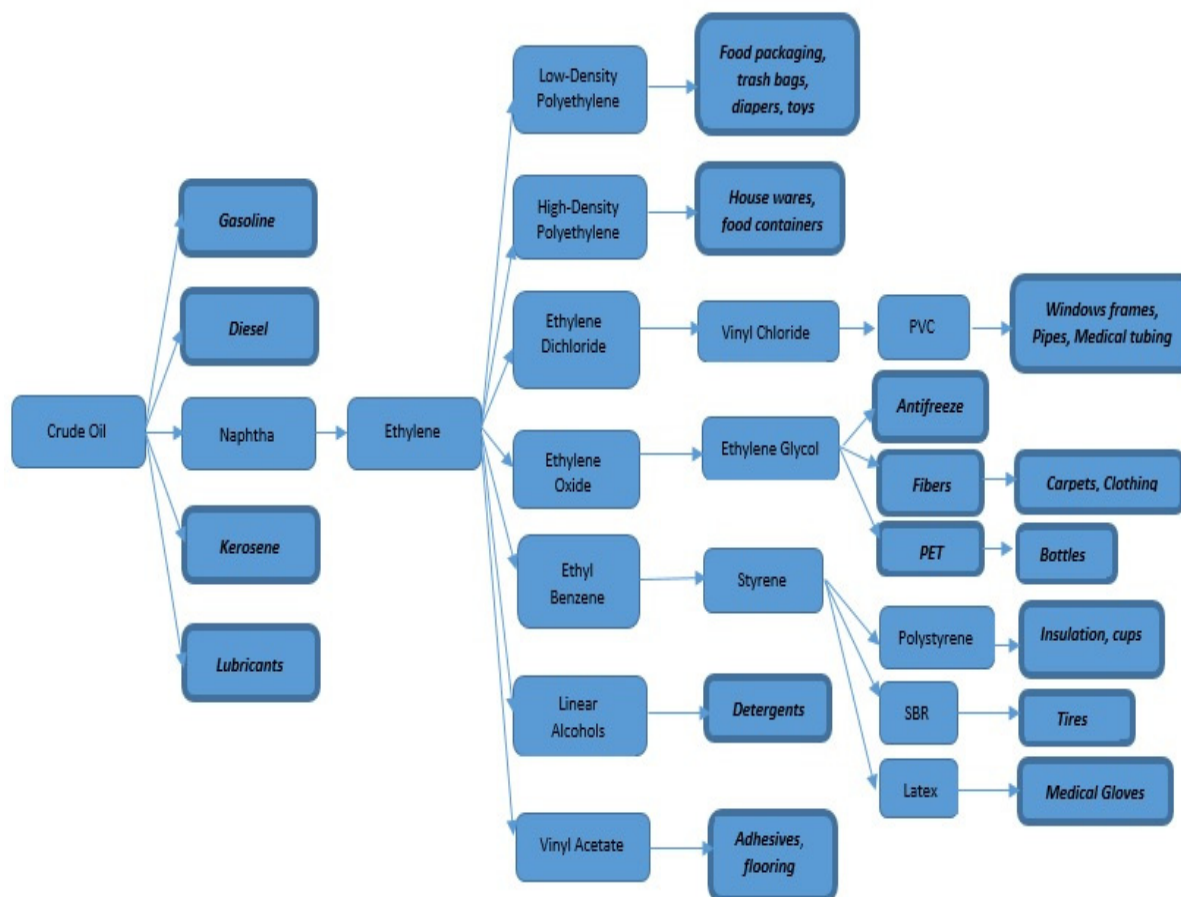 Crude Oil
Gasoline
Diesel
Naphtha
Kerosene
Lubricants
Ethylene
Low-Density
Polyethylene
Food packaging,
trash bags,
diapers, toys
High-Density
Polyethylene
House wares,
food containers
Ethylene
Dichloride
Vinyl Chloride
PVC
Windows frames,
Pipes, Medical tubing
Ethylene
Oxide
Ethylene Glycol
Antifreeze
Fibers
Carpets, Clothing
PET
Bottles
Ethyl
Benzene
Styrene
Polystyrene
Insulation, cups
SBR
Tires
Latex
Medical Gloves
Linear
Alcohols
Detergents
Vinyl Acetate
Adhesives,
flooring